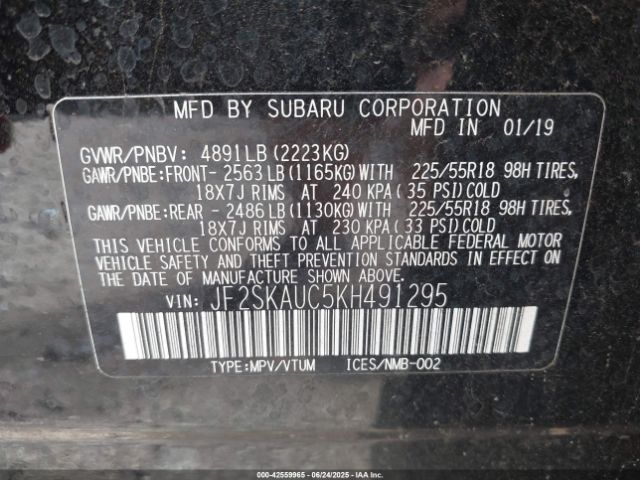 MFD BY SUBARU CORPORATION
MFD IN 01/19
GVWR/PNBV: 4891LB (2223KG)
GAWR/PNBE:FRONT- 2563 LB (1165KG) WITH 225/55R18 98H TIRES,
18X7J RIMS AT 240 KPA ( 35 PSI) COLD
GAWR/PNBE:REAR - 2486 LB (1130KG) WITH 225/55R18 98H TIRES,
18X7J RIMS AT 230 KPA ( 33 PSI) COLD
THIS VEHICLE CONFORMS TO ALL APPLICABLE FEDERAL MOTOR
VEHICLE SAFETY AND THEFT PREVENTION STANDARDS IN EFFECT ON
THE DATE OF MANUFACTURE SHOWN ABOVE.
VIN: JF2SKAUC5KH491295
TYPE:MPV/VTUM ICES/NMB-002
000-42559965 - 06/24/2025 - IAAI.COM